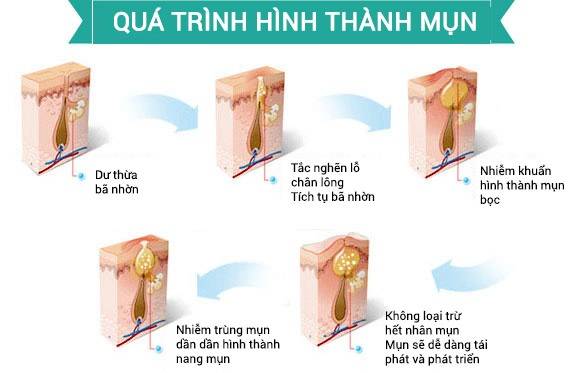 QUÁ TRÌNH HÌNH THÀNH MỤN
Dư thừa
bã nhờn
Tắc nghẽn lỗ
chân lông
Tích tụ bã nhờn
Nhiễm khuẩn
hình thành mụn
bọc
Nhiễm trùng mụn
dần dần hình thành
nang mụn
Không loại trừ
hết nhân mụn
Mụn sẽ dễ dàng tái
phát và phát triển